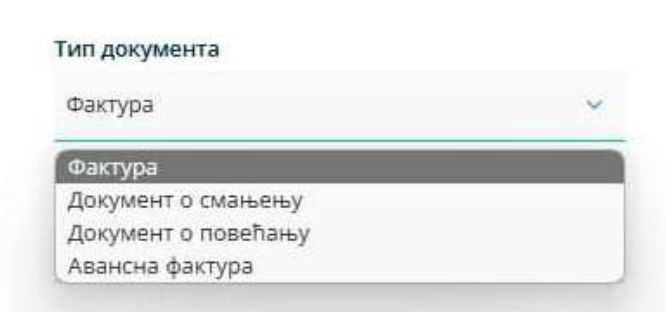 Тип документа
Фактура
Фактура
Документ о смањењу
Документ о повећању
Авансна фактура